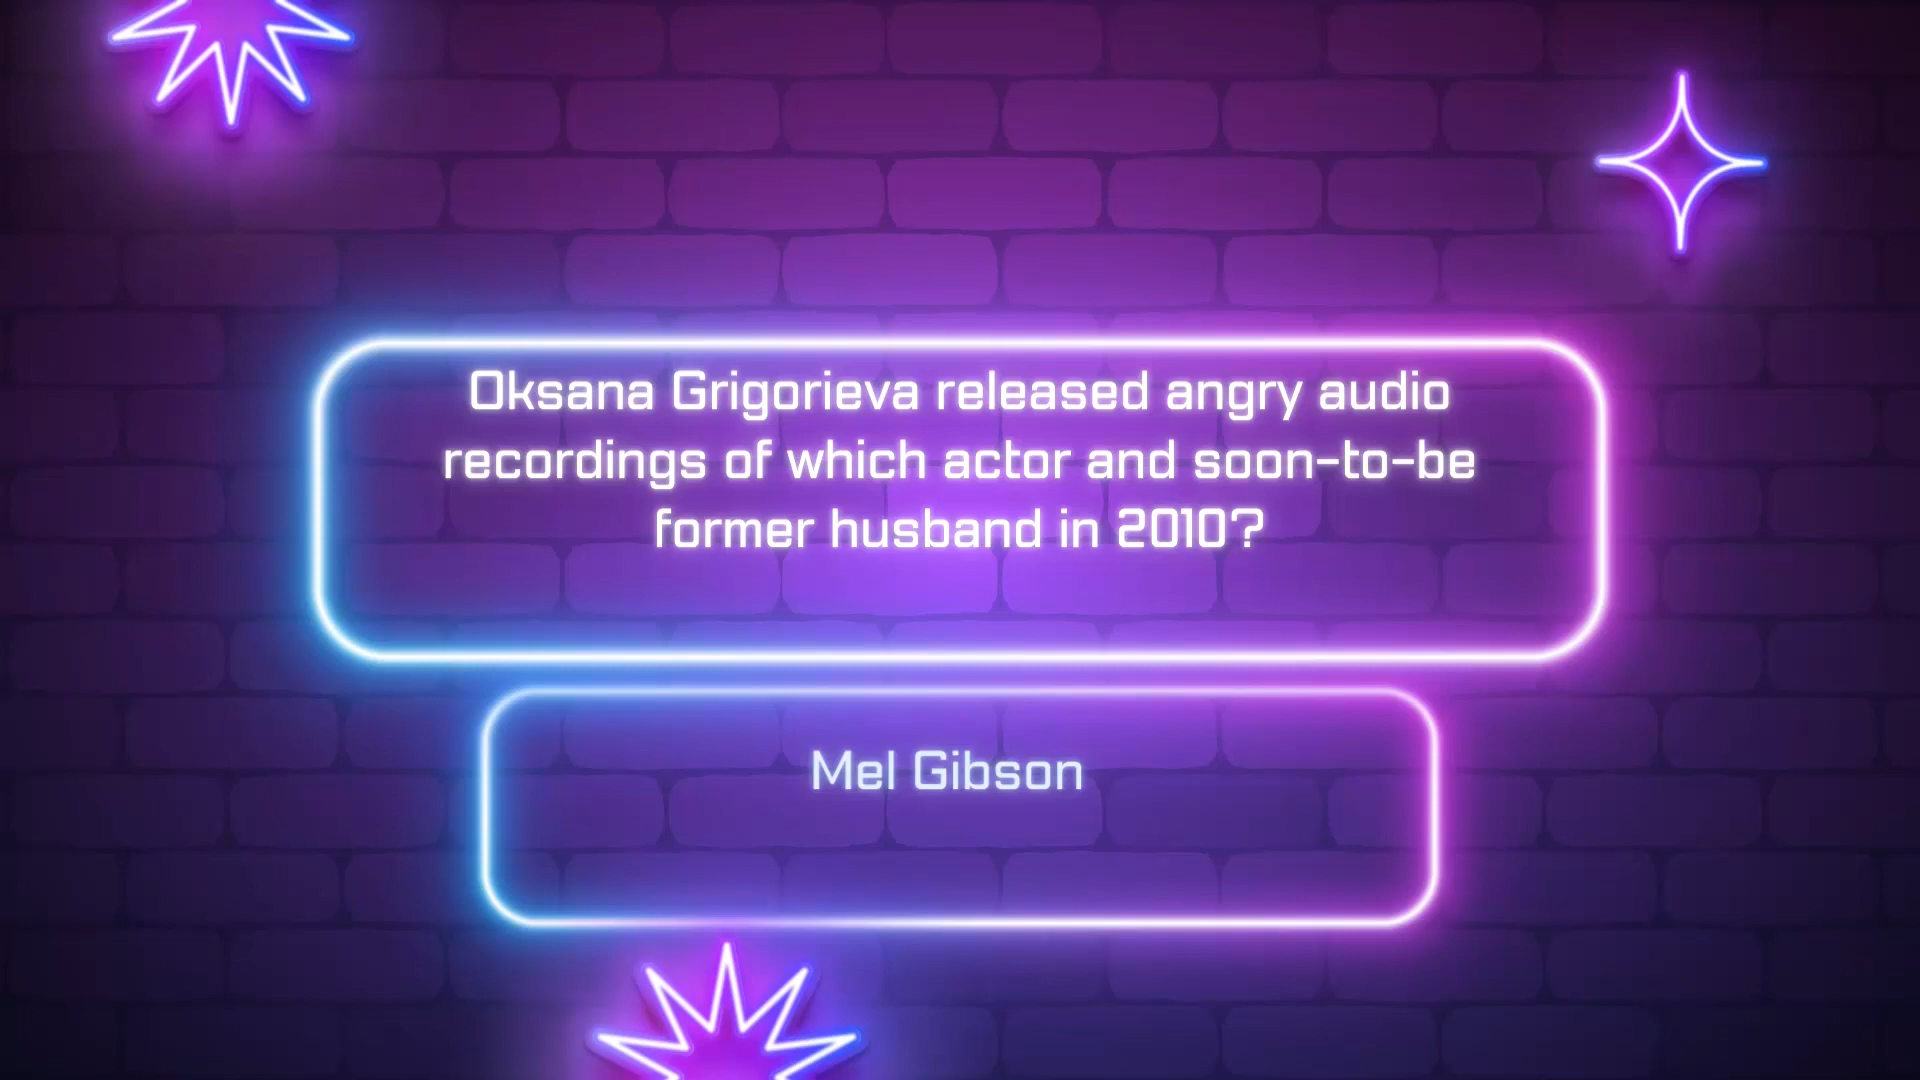 Oksana Grigorieva released angry audio
recordings of which actor and soon-to-be
former husband in 2010?
Mel Gibson